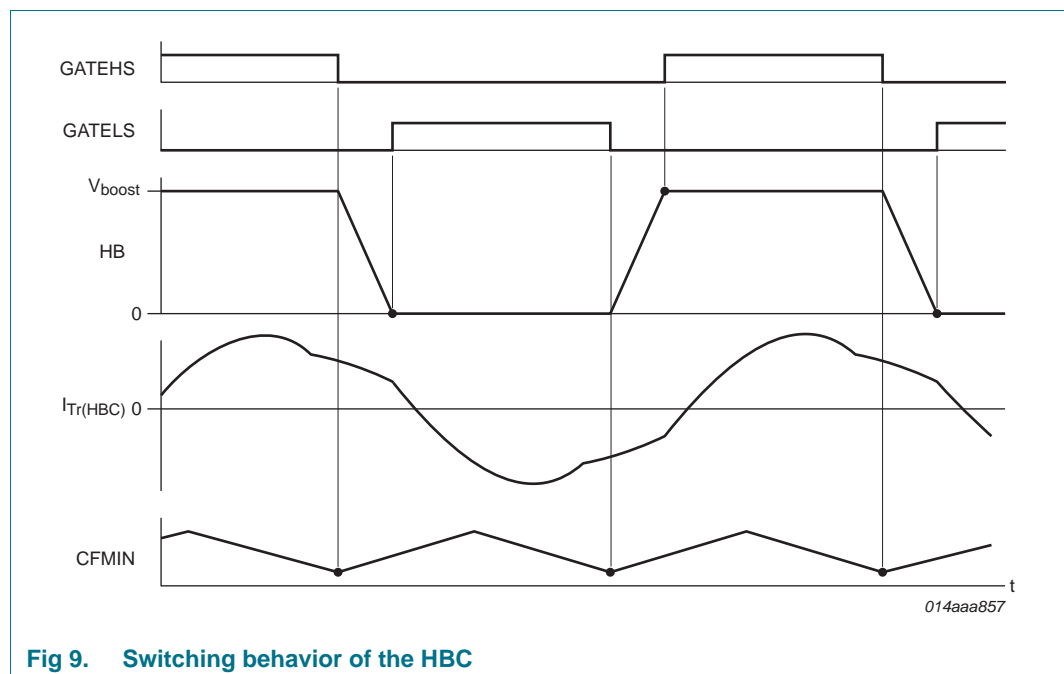 GATEHS
GATELS
Vboost
HB
0
ITr(HBC) 0
CFMIN
t
014aaa857
Fig 9. Switching behavior of the HBC